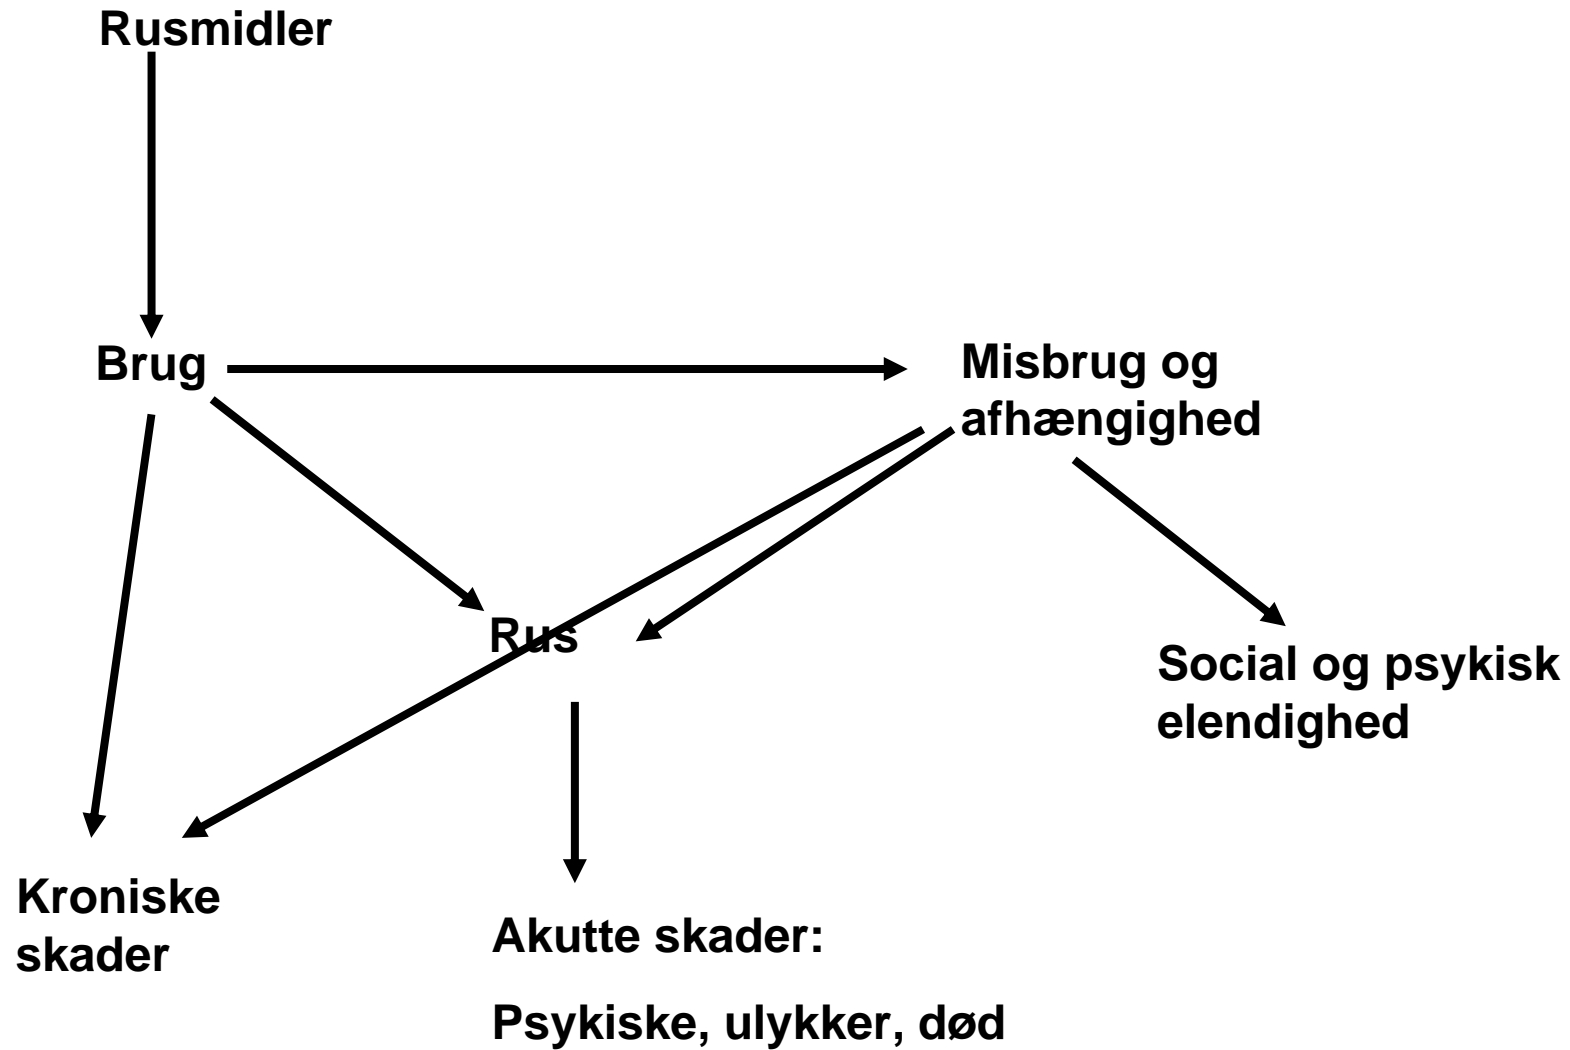 Rusmidler
Brug
Misbrug og
afhængighed
Rus
Social og psykisk
elendighed
Kroniske
skader
Akutte skader:
Psykiske, ulykker, død